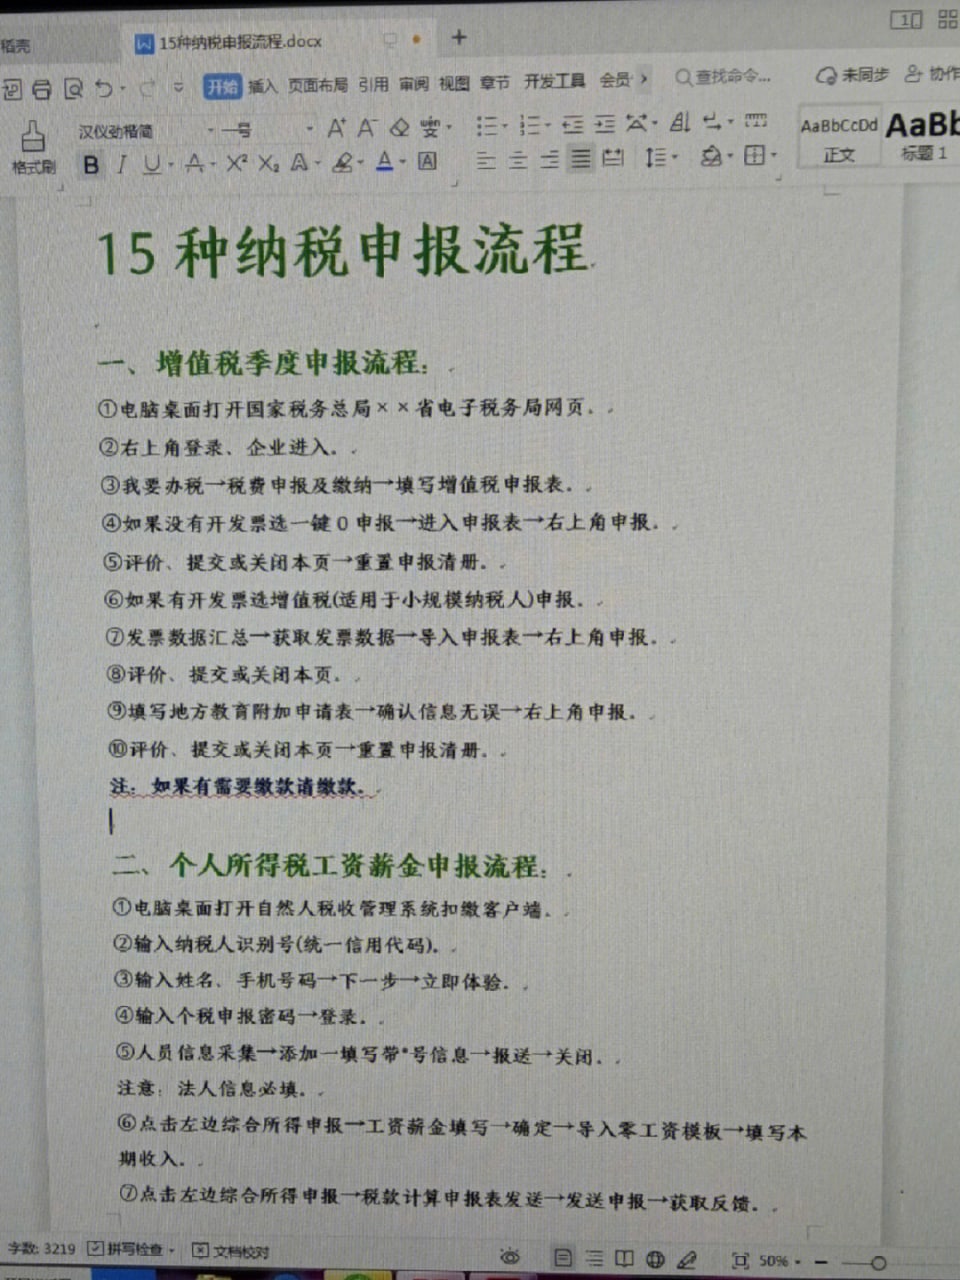 稻壳
15种纳税申报流程.docx
+
开始 插入 页面布局 引用 审阅 视图 章节 开发工具 会员 查找命令... 未同步 协作
汉仪劲楷简 一号 A⁺ A⁻ AaBbCcDd AaBb
格式刷 B I U A X² X₂ A A A 正文 标题 1
15 种纳税申报流程
一、增值税季度申报流程：
①电脑桌面打开国家税务总局××省电子税务局网页。
②右上角登录、企业进入。
③我要办税→税费申报及缴纳→填写增值税申报表。
④如果没有开发票选一键0申报→进入申报表→右上角申报。
⑤评价、提交或关闭本页→重置申报清册。
⑥如果有开发票选增值税(适用于小规模纳税人)申报。
⑦发票数据汇总→获取发票数据→导入申报表→右上角申报。
⑧评价、提交或关闭本页。
⑨填写地方教育附加申请表→确认信息无误→右上角申报。
⑩评价、提交或关闭本页→重置申报清册。
注：如果有需要缴款请缴款。
二、个人所得税工资薪金申报流程：
①电脑桌面打开自然人税收管理系统扣缴客户端。
②输入纳税人识别号(统一信用代码)。
③输入姓名、手机号码→下一步→立即体验。
④输入个税申报密码→登录。
⑤人员信息采集→添加—填写带*号信息→报送→关闭。
注意：法人信息必填。
⑥点击左边综合所得申报→工资薪金填写→确定→导入零工资模板→填写本
期收入。
⑦点击左边综合所得申报→税款计算申报表发送→发送申报→获取反馈。
字数: 3219 拼写检查 文档校对 50%